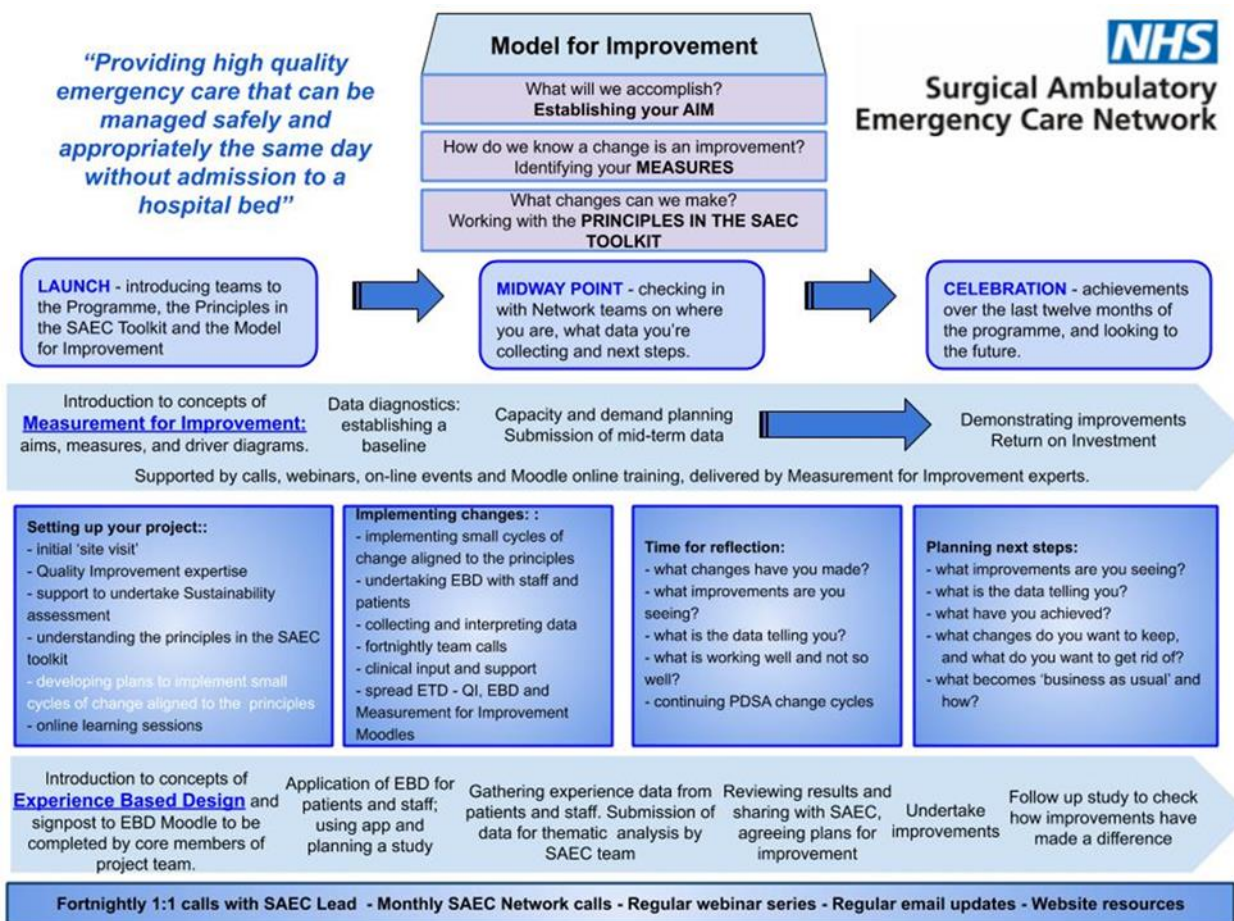 “Providing high quality
emergency care that can be
managed safely and
appropriately the same day
without admission to a
hospital bed”
Model for Improvement
What will we accomplish?
Establishing your AIM
How do we know a change is an improvement?
Identifying your MEASURES
What changes can we make?
Working with the PRINCIPLES IN THE SAEC
TOOLKIT
NHS
Surgical Ambulatory
Emergency Care Network
LAUNCH - introducing teams to
the Programme, the Principles in
the SAEC Toolkit and the Model
for Improvement
MIDWAY POINT - checking in
with Network teams on where
you are, what data you’re
collecting and next steps.
CELEBRATION - achievements
over the last twelve months of
the programme, and looking to
the future.
Introduction to concepts of
Measurement for Improvement:
aims, measures, and driver diagrams.
Data diagnostics:
establishing a
baseline
Capacity and demand planning
Submission of mid-term data
Demonstrating improvements
Return on Investment
Supported by calls, webinars, on-line events and Moodle online training, delivered by Measurement for Improvement experts.
Setting up your project::
- initial ‘site visit’
- Quality Improvement expertise
- support to undertake Sustainability
assessment
- understanding the principles in the SAEC
toolkit
- developing plans to implement small
cycles of change aligned to the principles
- online learning sessions
Implementing changes: :
- implementing small cycles of
change aligned to the principles
- undertaking EBD with staff and
patients
- collecting and interpreting data
- fortnightly team calls
- clinical input and support
- spread ETD - QI, EBD and
Measurement for Improvement
Moodles
Time for reflection:
- what changes have you made?
- what improvements are you
seeing?
- what is the data telling you?
- what is working well and not so
well?
- continuing PDSA change cycles
Planning next steps:
- what improvements are you seeing?
- what is the data telling you?
- what have you achieved?
- what changes do you want to keep,
and what do you want to get rid of?
- what becomes ‘business as usual’ and
how?
Introduction to concepts of
Experience Based Design and
signpost to EBD Moodle to be
completed by core members of
project team.
Application of EBD for
patients and staff;
using app and
planning a study
Gathering experience data from
patients and staff. Submission of
data for thematic analysis by
SAEC team
Reviewing results and
sharing with SAEC,
agreeing plans for
improvement
Undertake
improvements
Follow up study to check
how improvements have
made a difference
Fortnightly 1:1 calls with SAEC Lead - Monthly SAEC Network calls - Regular webinar series - Regular email updates - Website resources